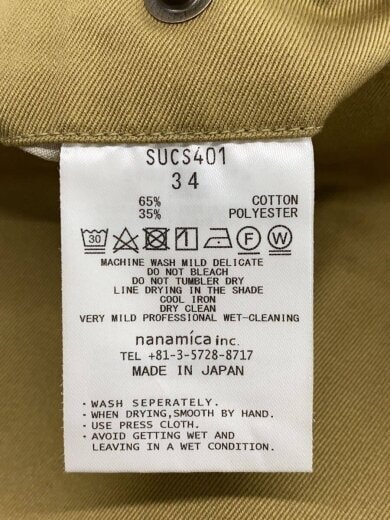 SUCS401
34
65% COTTON
35% POLYESTER
30 F W
MACHINE WASH MILD DELICATE
DO NOT BLEACH
DO NOT TUMBLER DRY
LINE DRYING IN THE SHADE
COOL IRON
DRY CLEAN
VERY MILD PROFESSIONAL WET-CLEANING
nanamica inc.
TEL +81-3-5728-8717
MADE IN JAPAN
・WASH SEPERATELY.
・WHEN DRYING,SMOOTH BY HAND.
・USE PRESS CLOTH.
・AVOID GETTING WET AND
LEAVING IN A WET CONDITION.